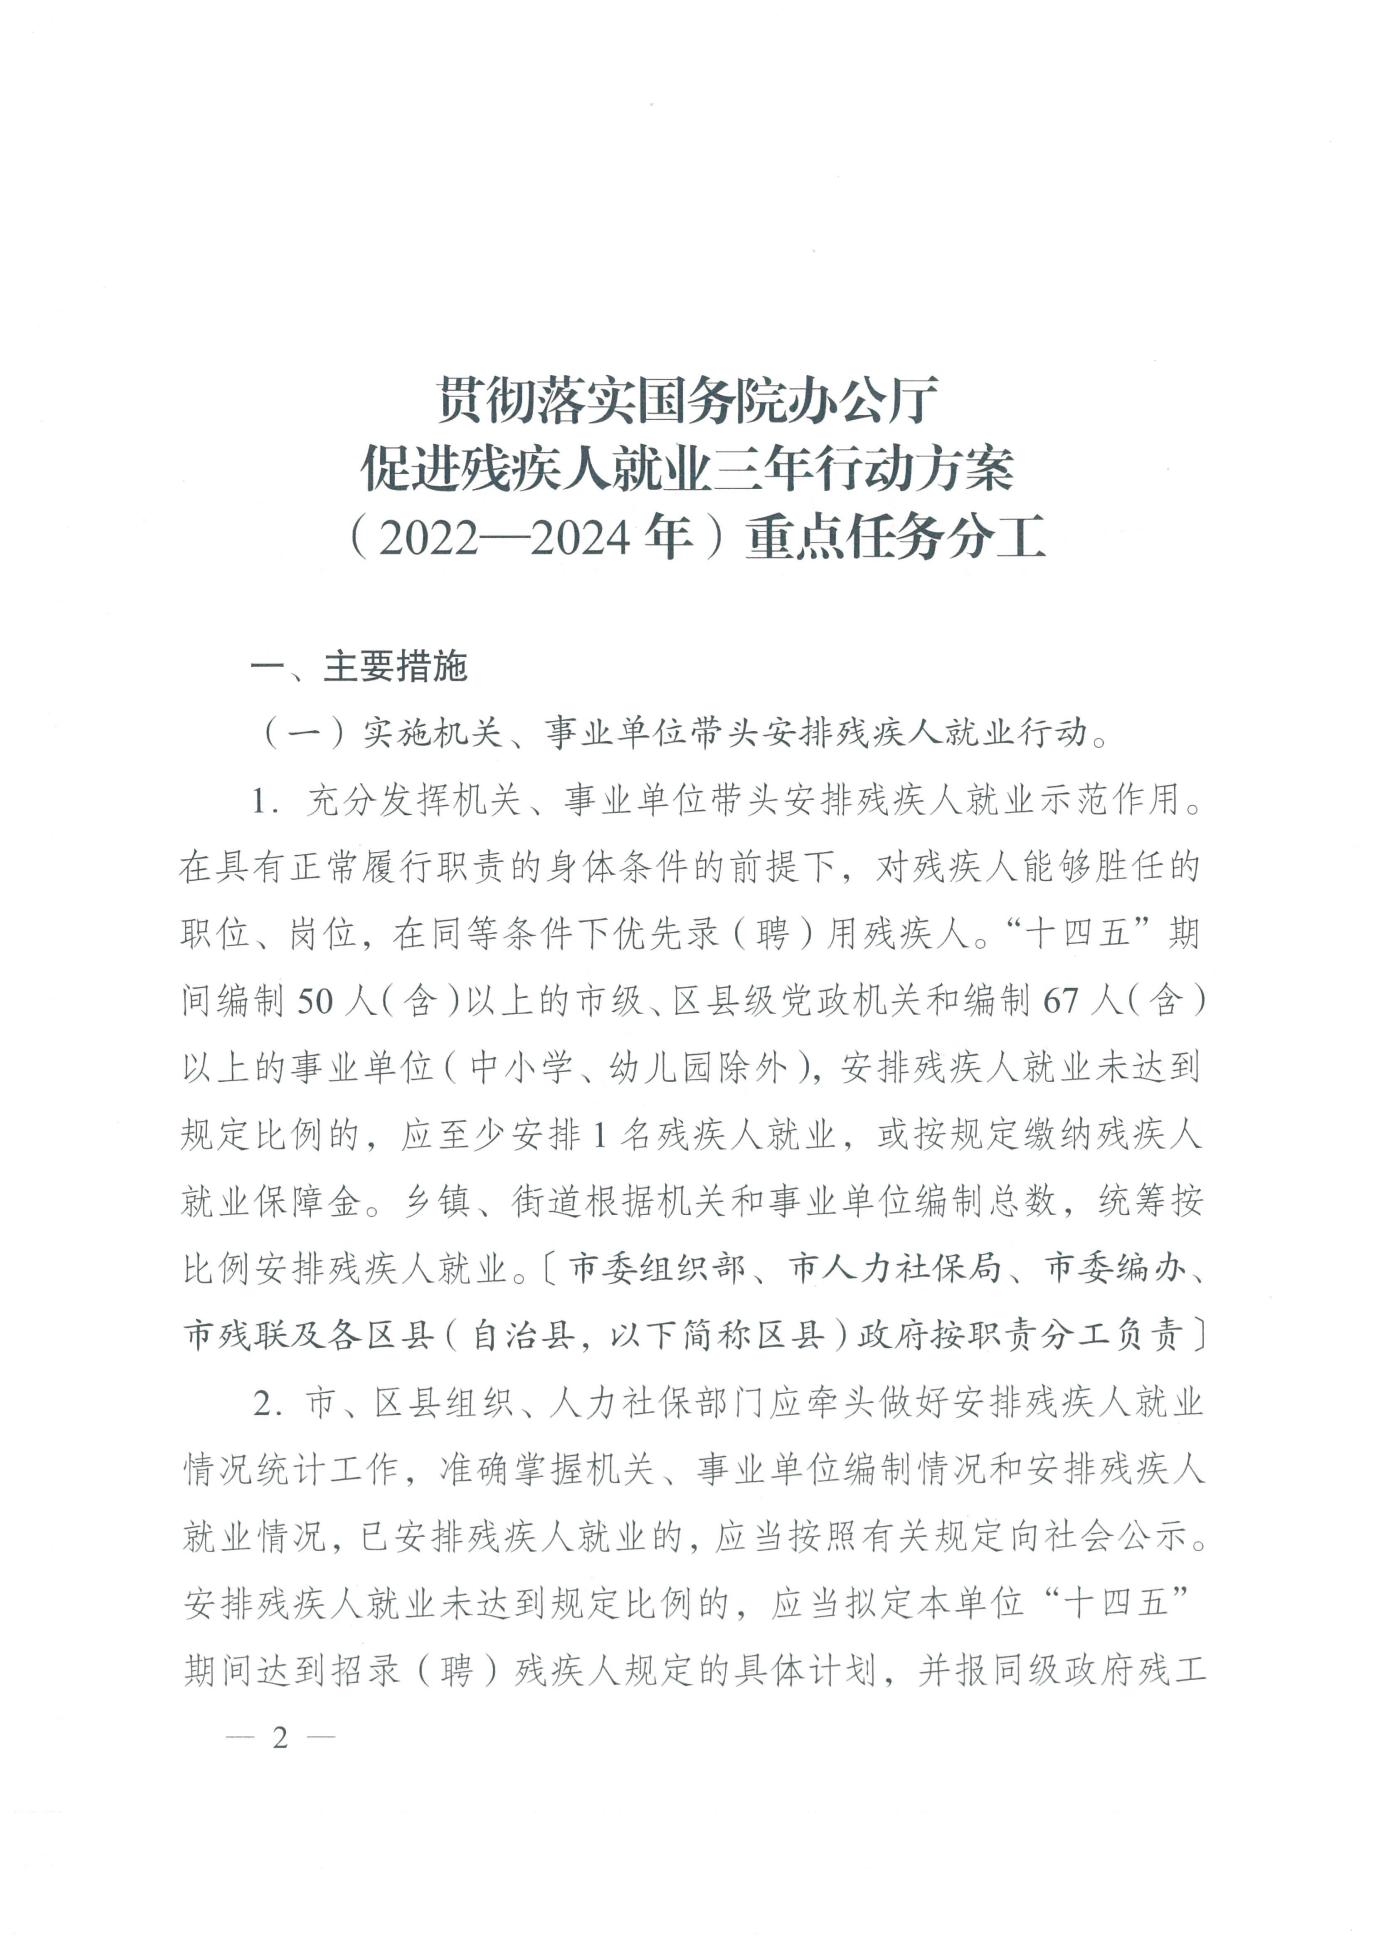 贯彻落实国务院办公厅
促进残疾人就业三年行动方案
（2022—2024年）重点任务分工
一、主要措施
（一）实施机关、事业单位带头安排残疾人就业行动。
1. 充分发挥机关、事业单位带头安排残疾人就业示范作用。
在具有正常履行职责的身体条件的前提下，对残疾人能够胜任的
职位、岗位，在同等条件下优先录（聘）用残疾人。“十四五”期
间编制50人（含）以上的市级、区县级党政机关和编制67人（含）
以上的事业单位（中小学、幼儿园除外），安排残疾人就业未达到
规定比例的，应至少安排1名残疾人就业，或按规定缴纳残疾人
就业保障金。乡镇、街道根据机关和事业单位编制总数，统筹按
比例安排残疾人就业。〔市委组织部、市人力社保局、市委编办、
市残联及各区县（自治县，以下简称区县）政府按职责分工负责〕
2. 市、区县组织、人力社保部门应牵头做好安排残疾人就业
情况统计工作，准确掌握机关、事业单位编制情况和安排残疾人
就业情况，已安排残疾人就业的，应当按照有关规定向社会公示。
安排残疾人就业未达到规定比例的，应当拟定本单位“十四五”
期间达到招录（聘）残疾人规定的具体计划，并报同级政府残工
— 2 —